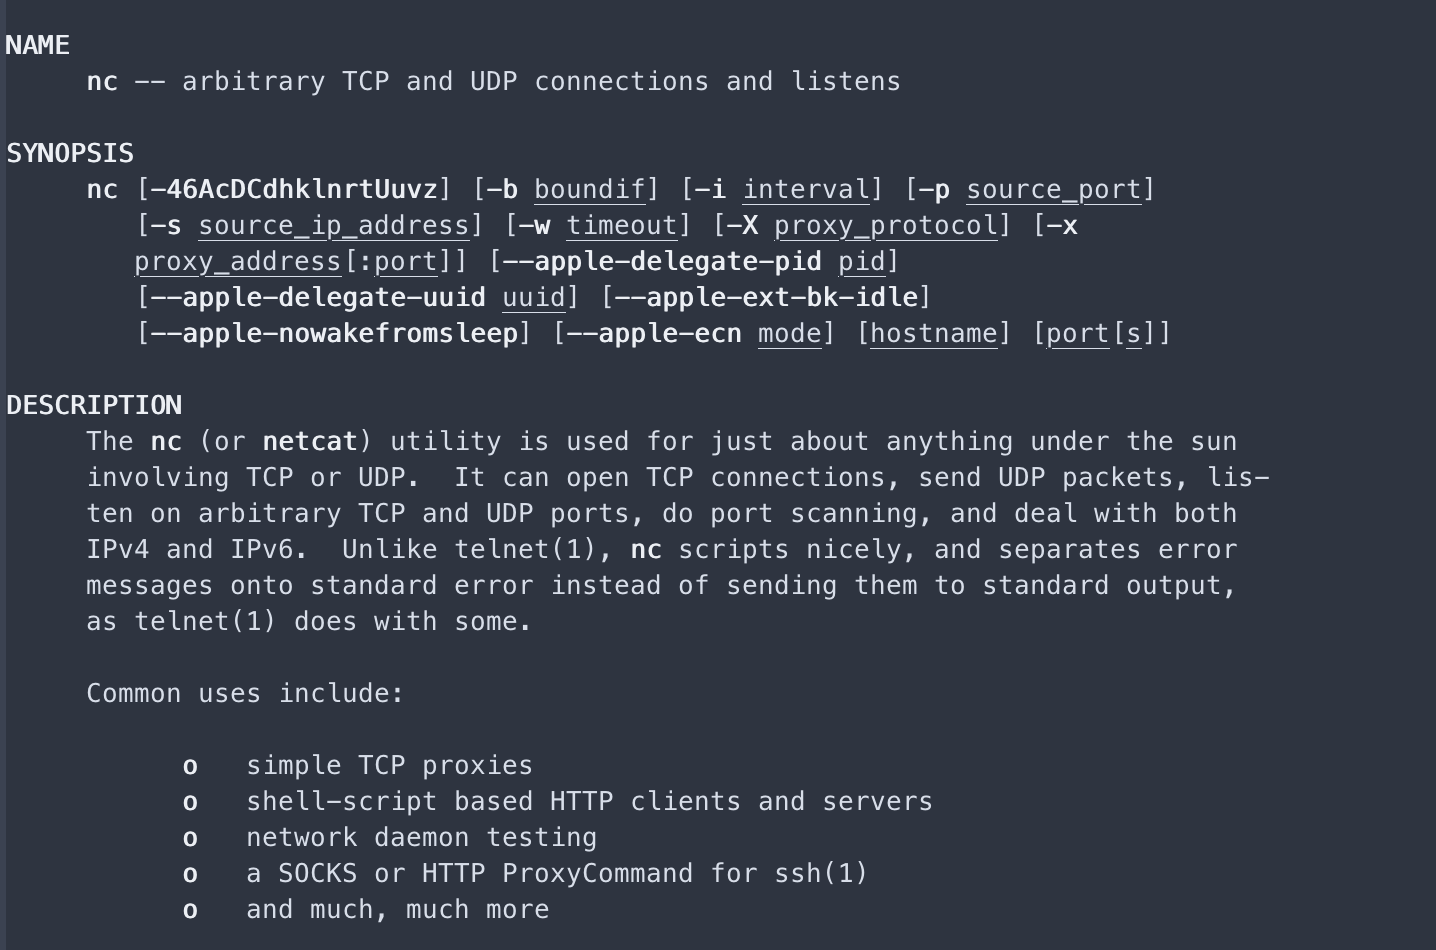 NAME
nc -- arbitrary TCP and UDP connections and listens
SYNOPSIS
nc [-46AcDCdhklnrtUuvz] [-b boundif] [-i interval] [-p source_port]
[-s source_ip_address] [-w timeout] [-X proxy_protocol] [-x
proxy_address[:port]] [--apple-delegate-pid pid]
[--apple-delegate-uuid uuid] [--apple-ext-bk-idle]
[--apple-nowakefromsleep] [--apple-ecn mode] [hostname] [port[s]]
DESCRIPTION
The nc (or netcat) utility is used for just about anything under the sun
involving TCP or UDP.  It can open TCP connections, send UDP packets, lis-
ten on arbitrary TCP and UDP ports, do port scanning, and deal with both
IPv4 and IPv6.  Unlike telnet(1), nc scripts nicely, and separates error
messages onto standard error instead of sending them to standard output,
as telnet(1) does with some.
Common uses include:
o   simple TCP proxies
o   shell-script based HTTP clients and servers
o   network daemon testing
o   a SOCKS or HTTP ProxyCommand for ssh(1)
o   and much, much more